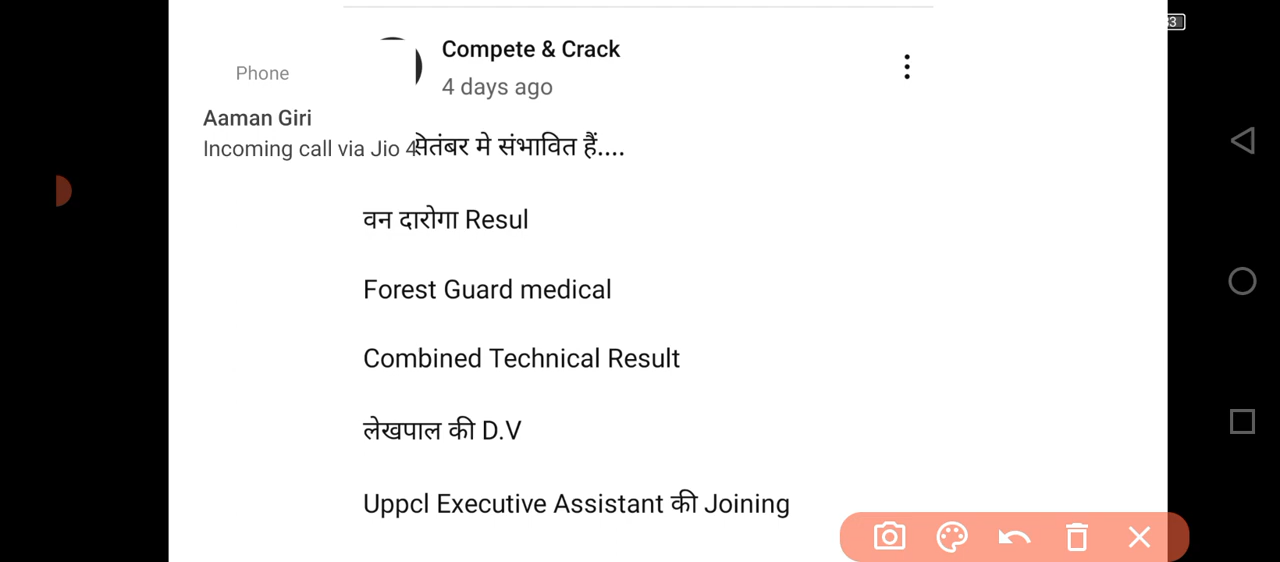 Compete & Crack
4 days ago
Phone
Aaman Giri
Incoming call via Jio 4
सेतंबर मे संभावित हैं....
वन दारोगा Resul
Forest Guard medical
Combined Technical Result
लेखपाल की D.V
Uppcl Executive Assistant की Joining